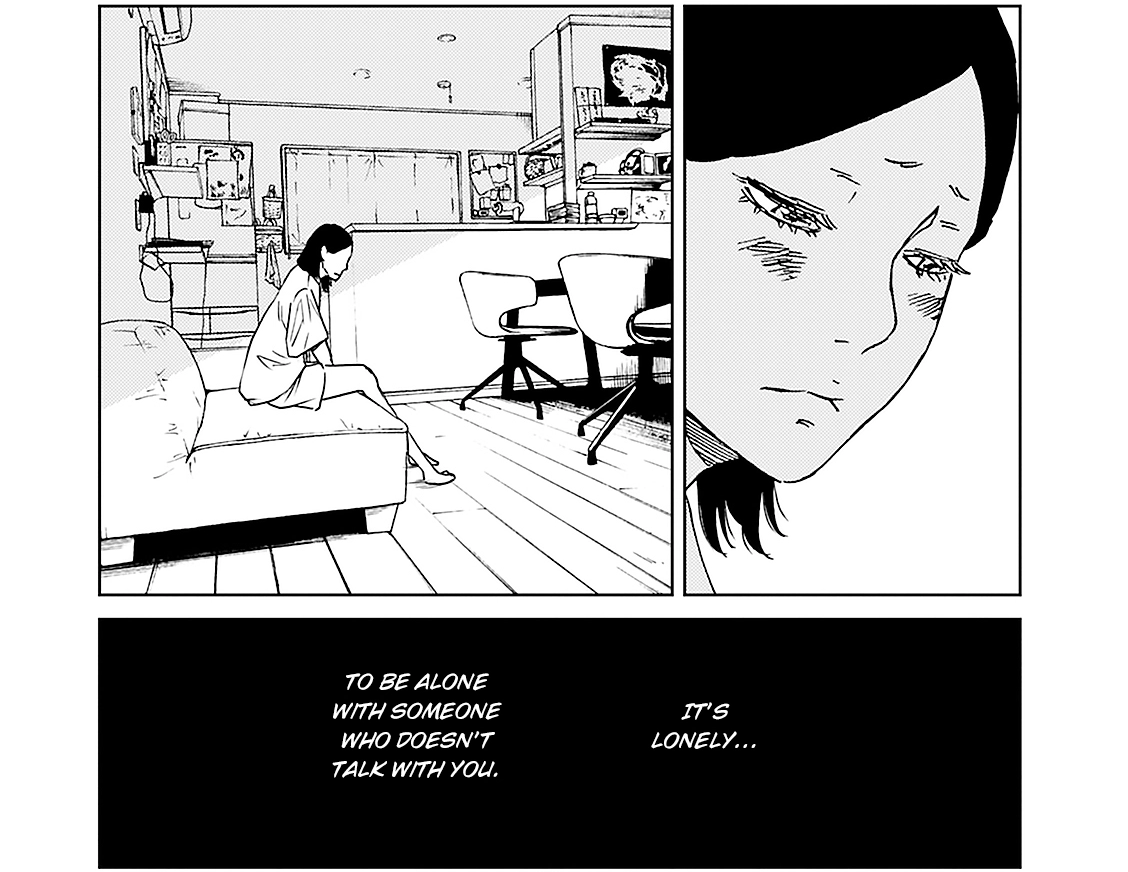 IT'S
LONELY...
TO BE ALONE
WITH SOMEONE
WHO DOESN'T
TALK WITH YOU.